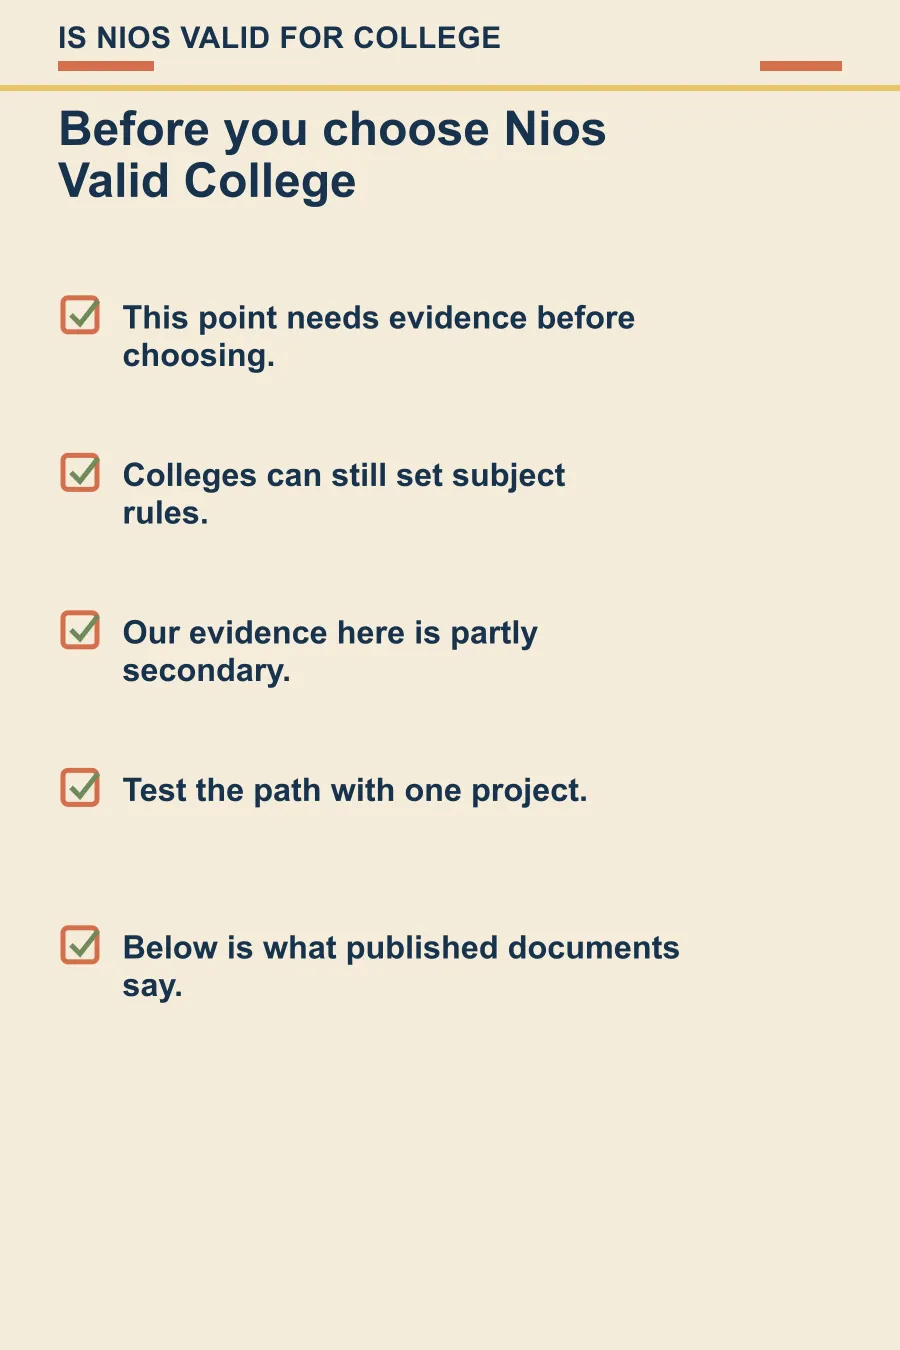 IS NIOS VALID FOR COLLEGE
Before you choose Nios
Valid College
This point needs evidence before
choosing.
Colleges can still set subject
rules.
Our evidence here is partly
secondary.
Test the path with one project.
Below is what published documents
say.